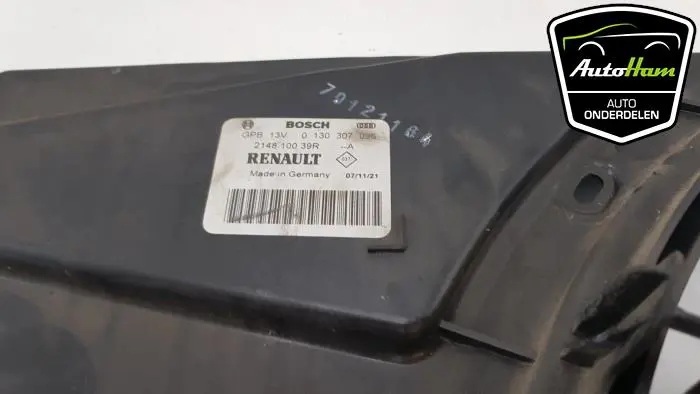 AutoHam
AUTO
ONDERDELEN
BOSCH
GPB 13V 0 130 307 096
2148 100 39R --A
RENAULT
Made in Germany 07/11/21